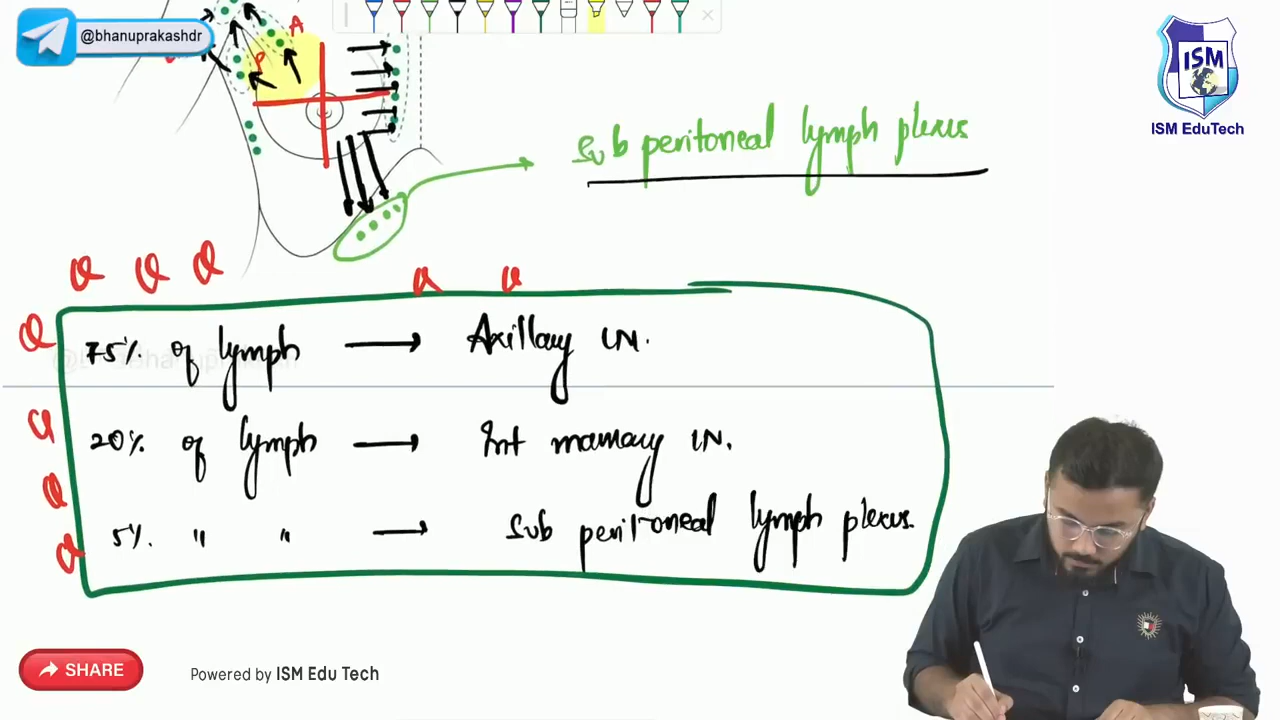 @bhanuprakashdr
A
P
ISM
ISM EduTech
Sub peritoneal lymph plexus
75% of lymph → Axillary LN.
20% of lymph → Int mamary LN.
5% " " → Sub peritoneal lymph plexus
SHARE
Powered by ISM Edu Tech